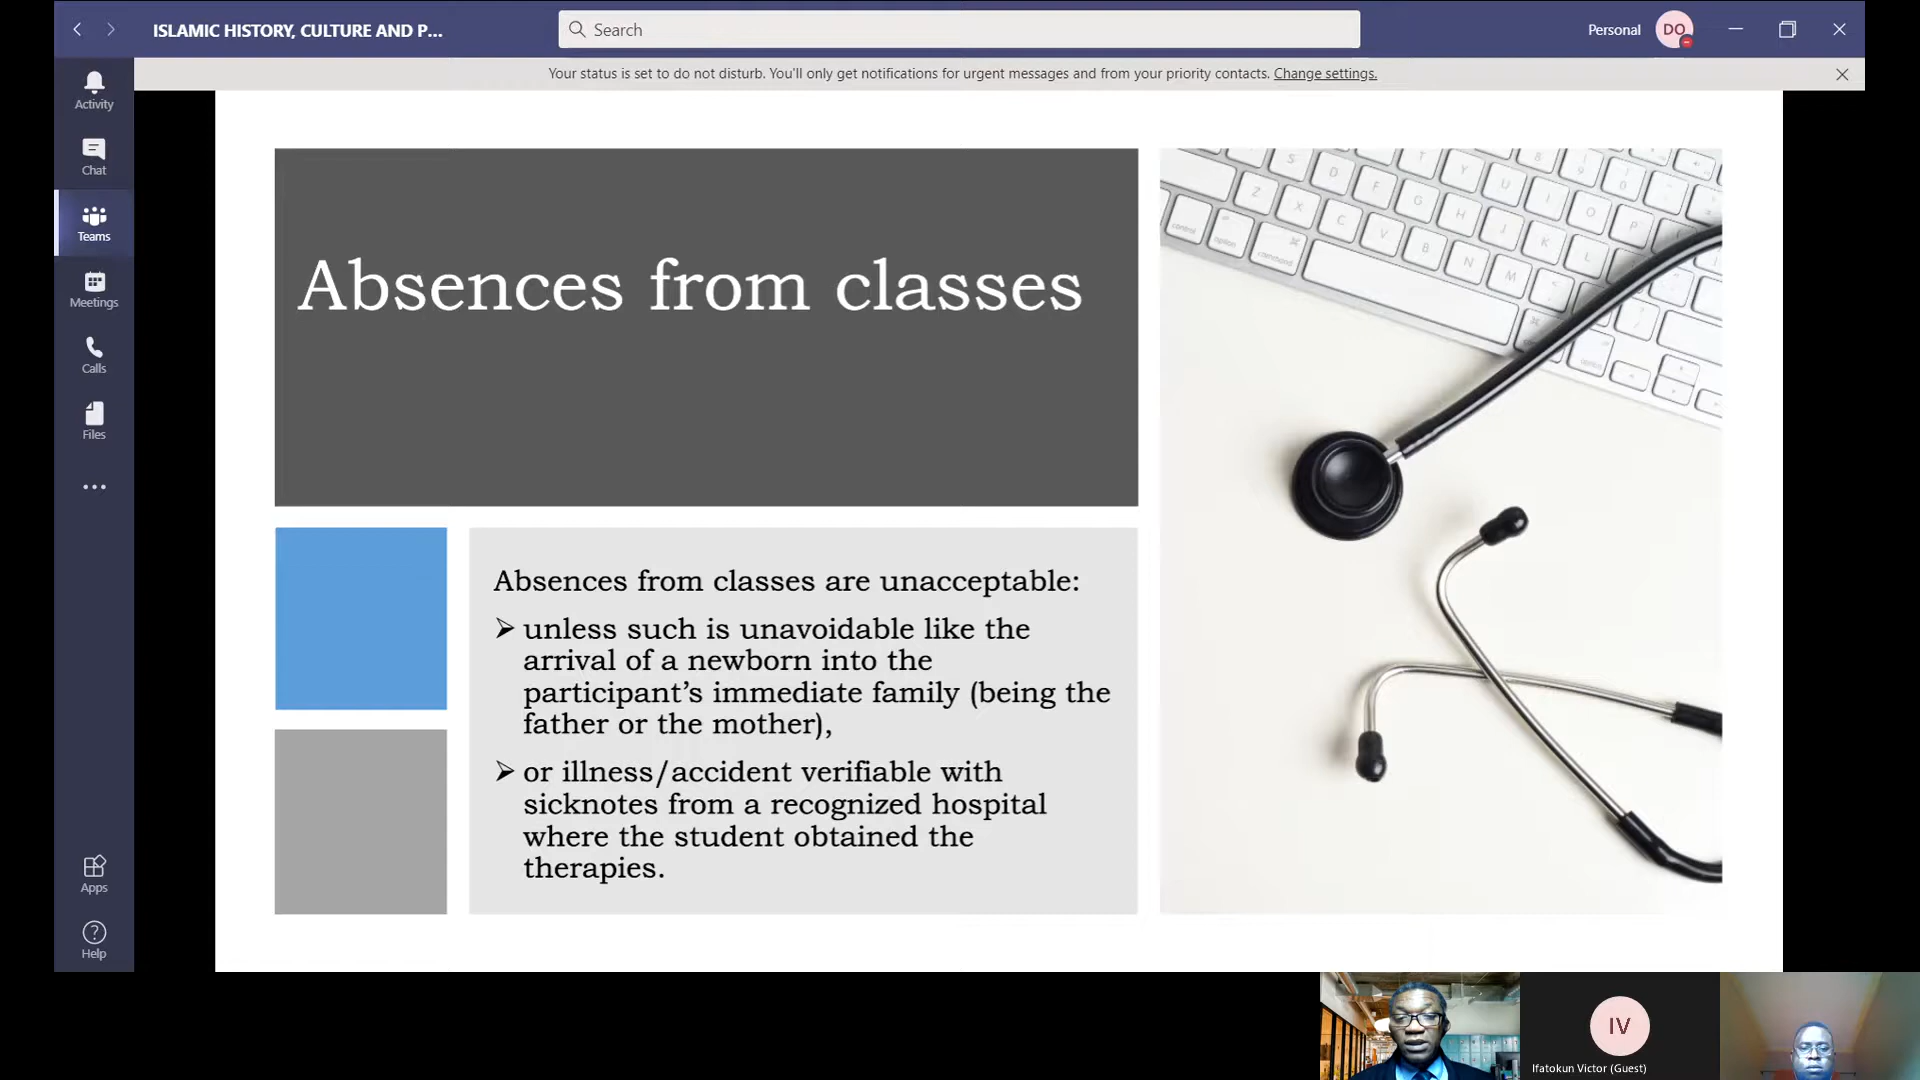 ISLAMIC HISTORY, CULTURE AND P...
Search
Personal
DO
Your status is set to do not disturb. You'll only get notifications for urgent messages and from your priority contacts. Change settings.
Activity
Chat
Teams
Meetings
Calls
Files
Apps
Help
Absences from classes
Absences from classes are unacceptable:
➢ unless such is unavoidable like the
arrival of a newborn into the
participant’s immediate family (being the
father or the mother),
➢ or illness/accident verifiable with
sicknotes from a recognized hospital
where the student obtained the
therapies.
S D F T Y U I O P
Z X C V G H J K L
B N M
control option command
IV
Ifatokun Victor (Guest)